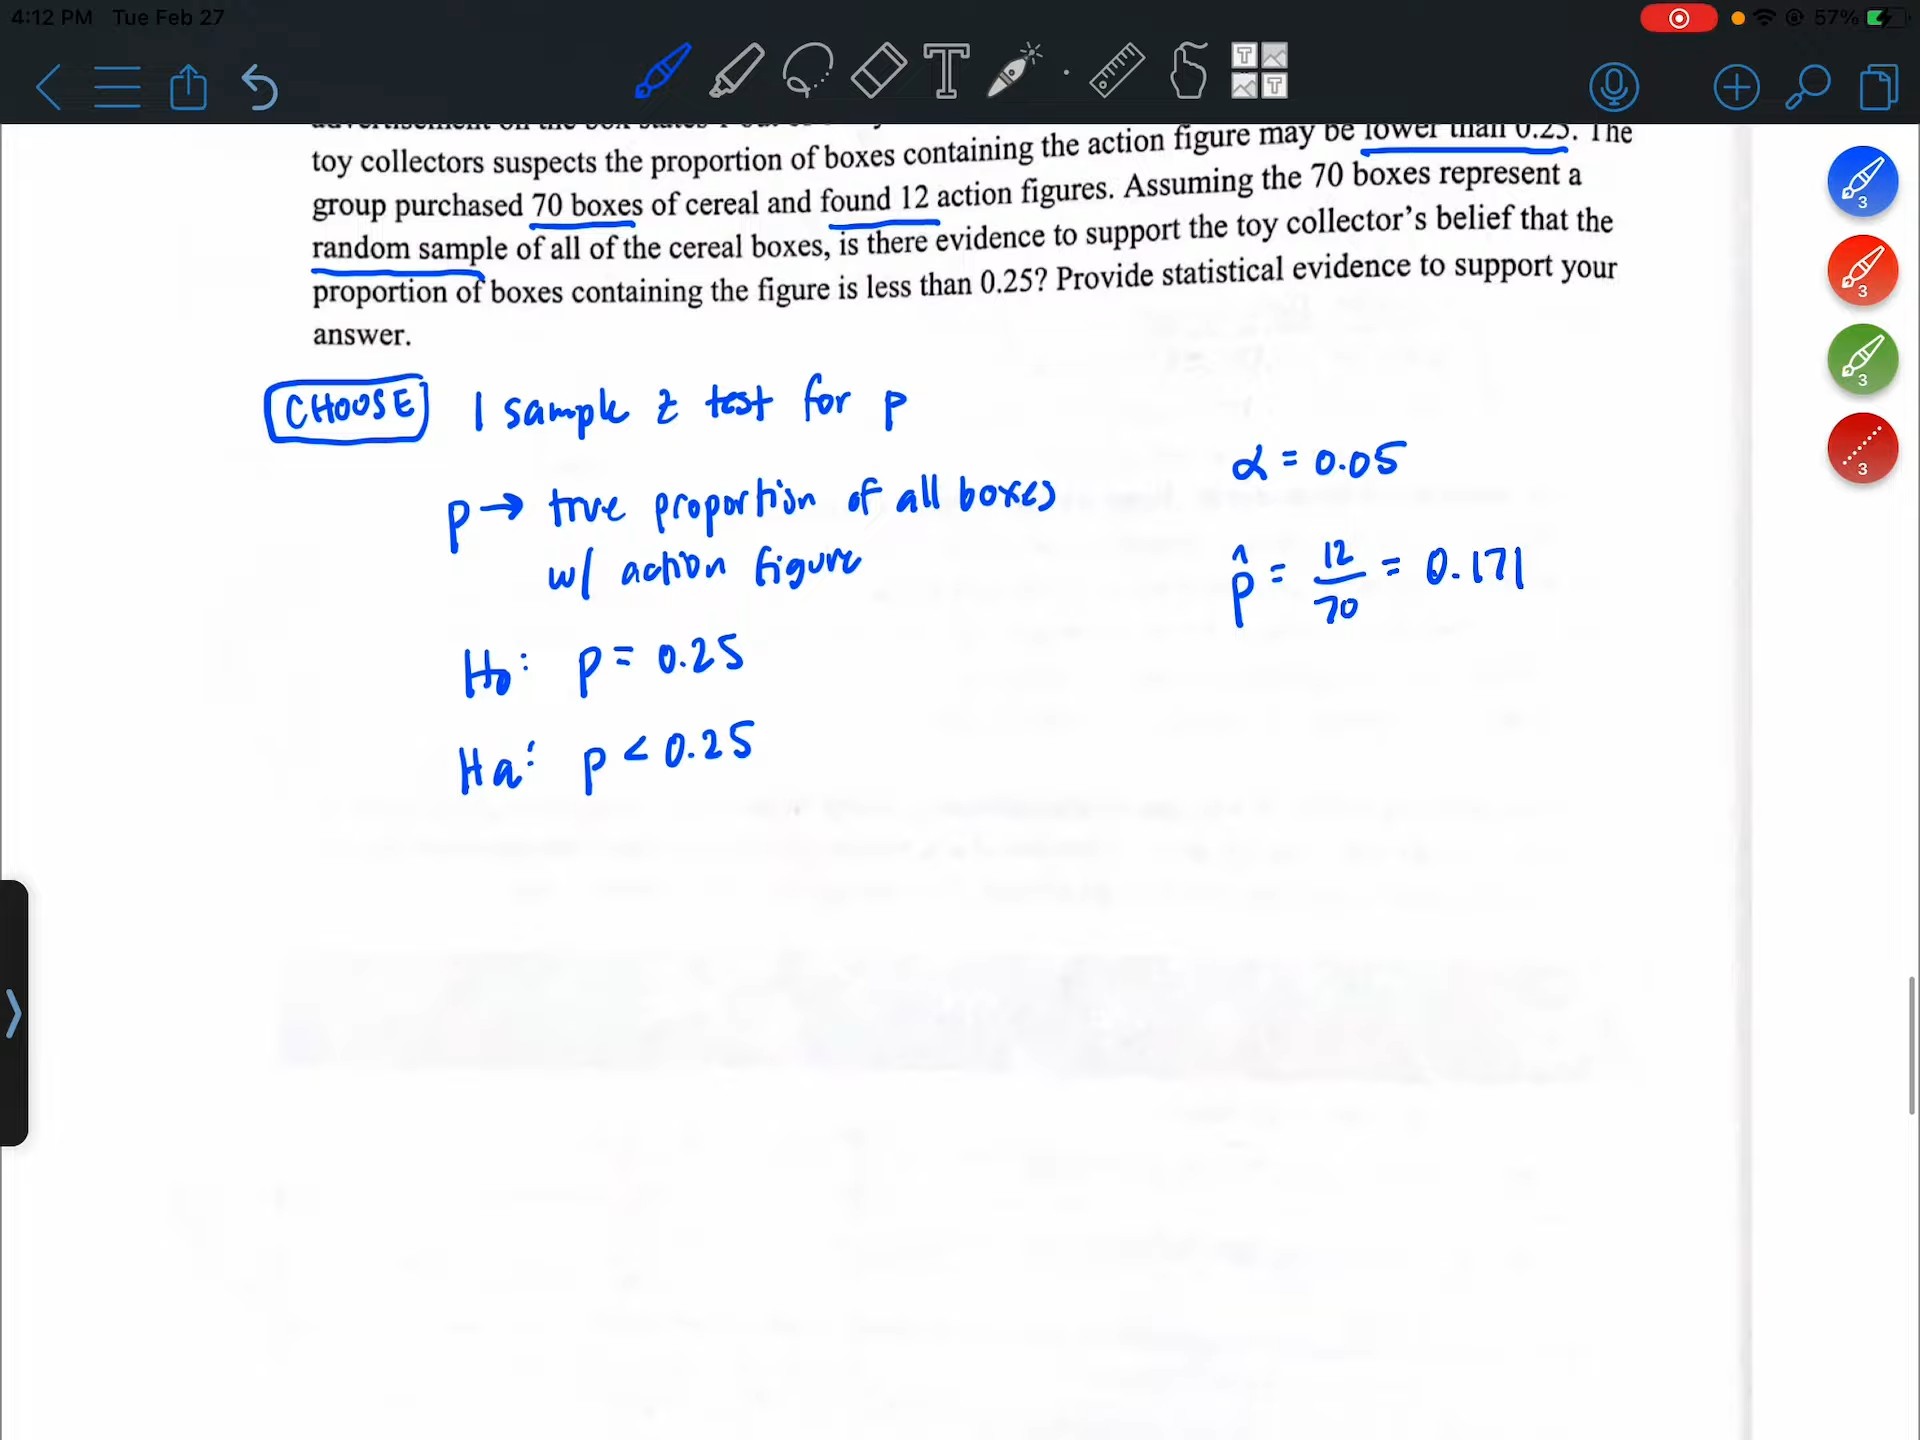 4:12 PM Tue Feb 27
57%
toy collectors suspects the proportion of boxes containing the action figure may be lower than 0.25. The
group purchased 70 boxes of cereal and found 12 action figures. Assuming the 70 boxes represent a
random sample of all of the cereal boxes, is there evidence to support the toy collector's belief that the
proportion of boxes containing the figure is less than 0.25? Provide statistical evidence to support your
answer.
CHOOSE 1 sample z test for p
α = 0.05
p → true proportion of all boxes
w/ action figure
p̂ = 12/70 = 0.171
Ho: p = 0.25
Ha: p < 0.25
3
3
3
3